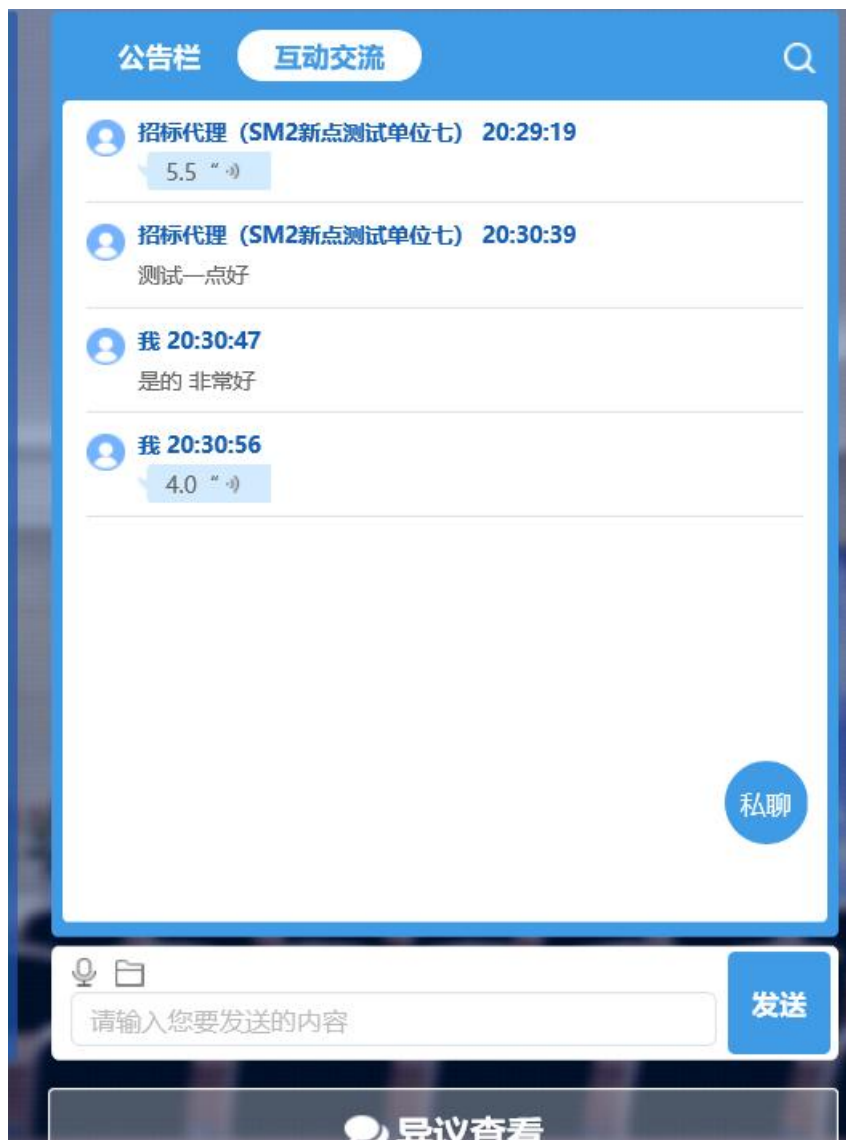 公告栏 互动交流
招标代理（SM2新点测试单位七） 20:29:19
5.5 “
招标代理（SM2新点测试单位七） 20:30:39
测试一点好
我 20:30:47
是的 非常好
我 20:30:56
4.0 “
私聊
请输入您要发送的内容
发送
异议查看